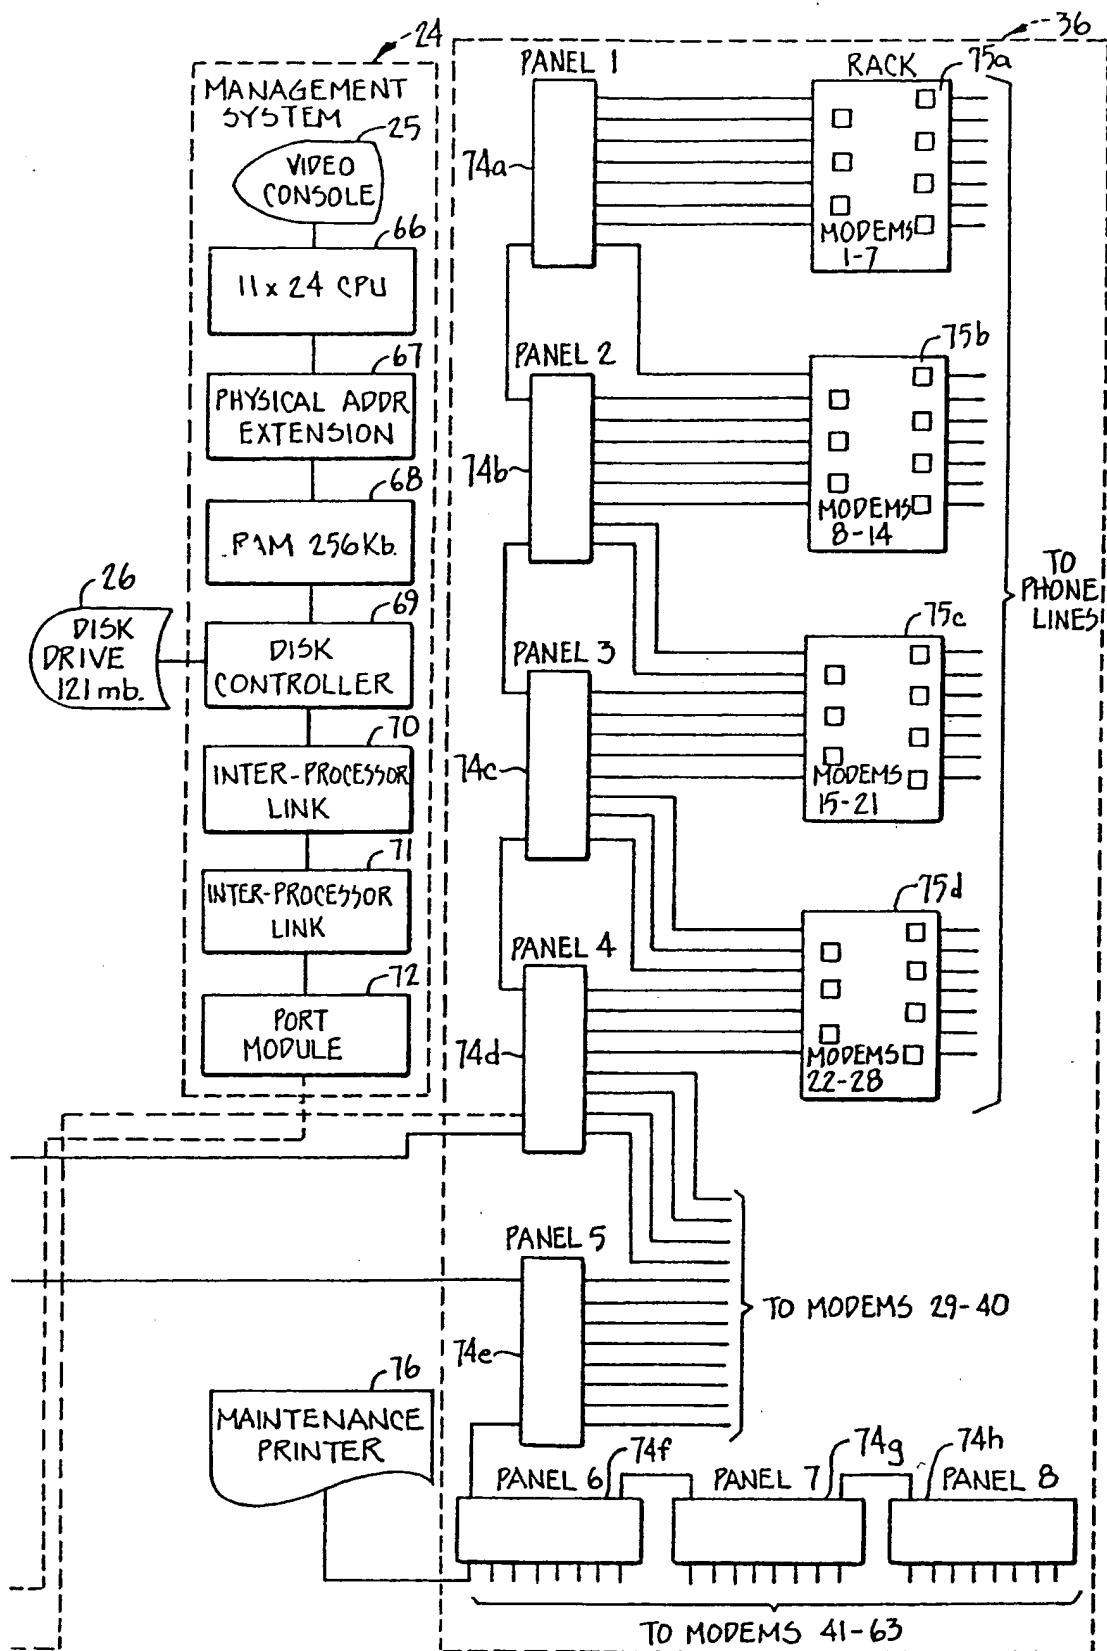 24
MANAGEMENT
SYSTEM
25
VIDEO
CONSOLE
66
11x24 CPU
67
PHYSICAL ADDR
EXTENSION
68
RAM 256Kb.
26
DISK
DRIVE
121 mb.
69
DISK
CONTROLLER
70
INTER-PROCESSOR
LINK
71
INTER-PROCESSOR
LINK
72
PORT
MODULE
76
MAINTENANCE
PRINTER
36
PANEL 1
74a
RACK
75a
MODEMS
1-7
PANEL 2
74b
75b
MODEMS
8-14
PANEL 3
74c
75c
MODEMS
15-21
PANEL 4
74d
75d
MODEMS
22-28
TO
PHONE
LINES
PANEL 5
74e
TO MODEMS 29-40
PANEL 6
74f
PANEL 7
74g
PANEL 8
74h
TO MODEMS 41-63